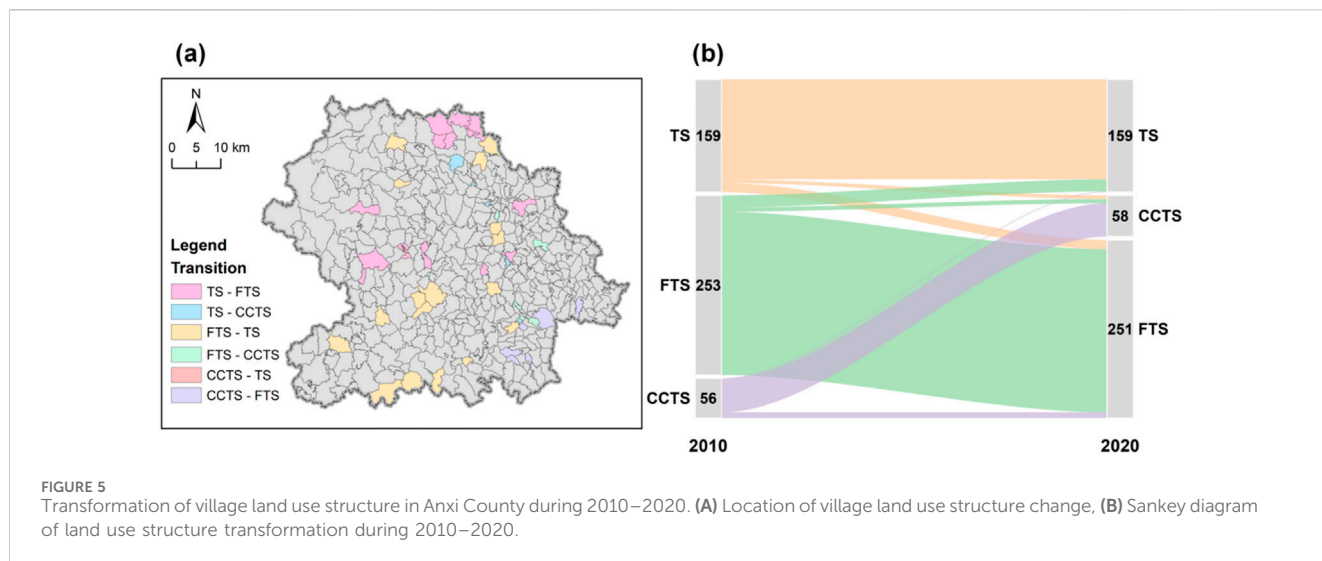 (a)
N
0 5 10 km
Legend
Transition
TS - FTS
TS - CCTS
FTS - TS
FTS - CCTS
CCTS - TS
CCTS - FTS
(b)
TS 159
FTS 253
CCTS 56
2010
159 TS
58 CCTS
251 FTS
2020
FIGURE 5
Transformation of village land use structure in Anxi County during 2010–2020. (A) Location of village land use structure change, (B) Sankey diagram
of land use structure transformation during 2010–2020.